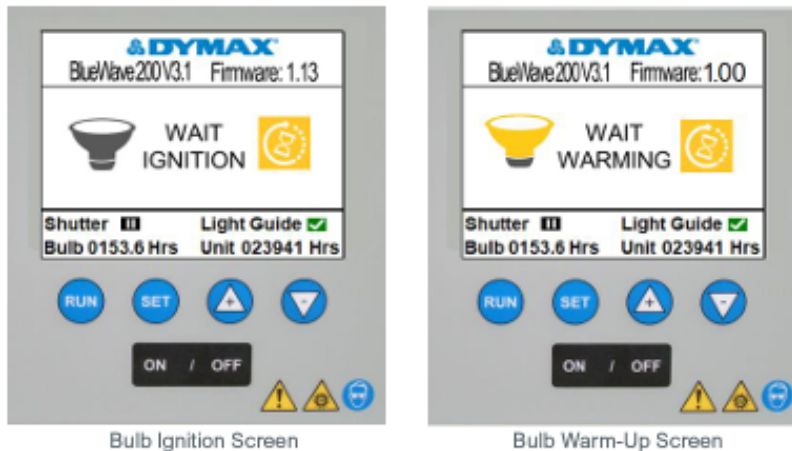 DYMAX
BlueWave 200 V3.1 Firmware: 1.13
WAIT
IGNITION
Shutter Light Guide
Bulb 0153.6 Hrs Unit 023941 Hrs
RUN SET + -
ON / OFF
Bulb Ignition Screen
DYMAX
BlueWave 200 V3.1 Firmware: 1.00
WAIT
WARMING
Shutter Light Guide
Bulb 0153.6 Hrs Unit 023941 Hrs
RUN SET + -
ON / OFF
Bulb Warm-Up Screen